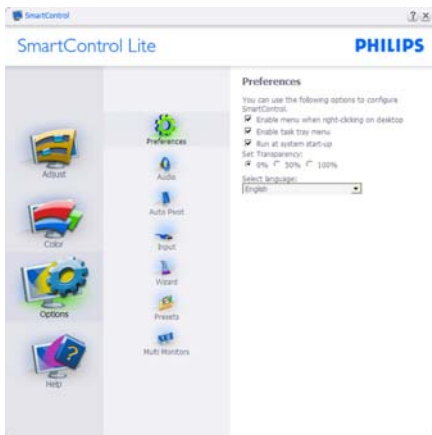 SmartControl
SmartControl Lite
PHILIPS
Adjust
Color
Options
Help
Preferences
Audio
Auto Pivot
Input
Wizard
Presets
Multi Monitors
Preferences
You can use the following options to configure
SmartControl.
Enable menu when right-clicking on desktop
Enable task tray menu
Run at system start-up
Set Transparency:
0% 50% 100%
Select language:
English